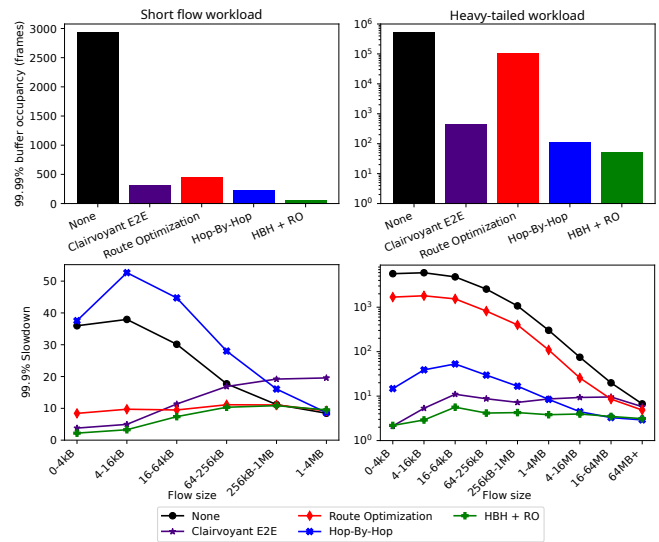 Short flow workload
Heavy-tailed workload
99.99% buffer occupancy (frames)
3000
2500
2000
1500
1000
500
0
None
Clairvoyant E2E
Route Optimization
Hop-By-Hop
HBH + RO
10^6
10^5
10^4
10^3
10^2
10^1
10^0
None
Clairvoyant E2E
Route Optimization
Hop-By-Hop
HBH + RO
99.9% Slowdown
50
40
30
20
10
0
0-4kB
4-16kB
16-64kB
64-256kB
256kB-1MB
1-4MB
Flow size
10^3
10^2
10^1
10^0
0-4kB
4-16kB
16-64kB
64-256kB
256kB-1MB
1-4MB
4-16MB
16-64MB
64MB+
Flow size
None
Clairvoyant E2E
Route Optimization
Hop-By-Hop
HBH + RO